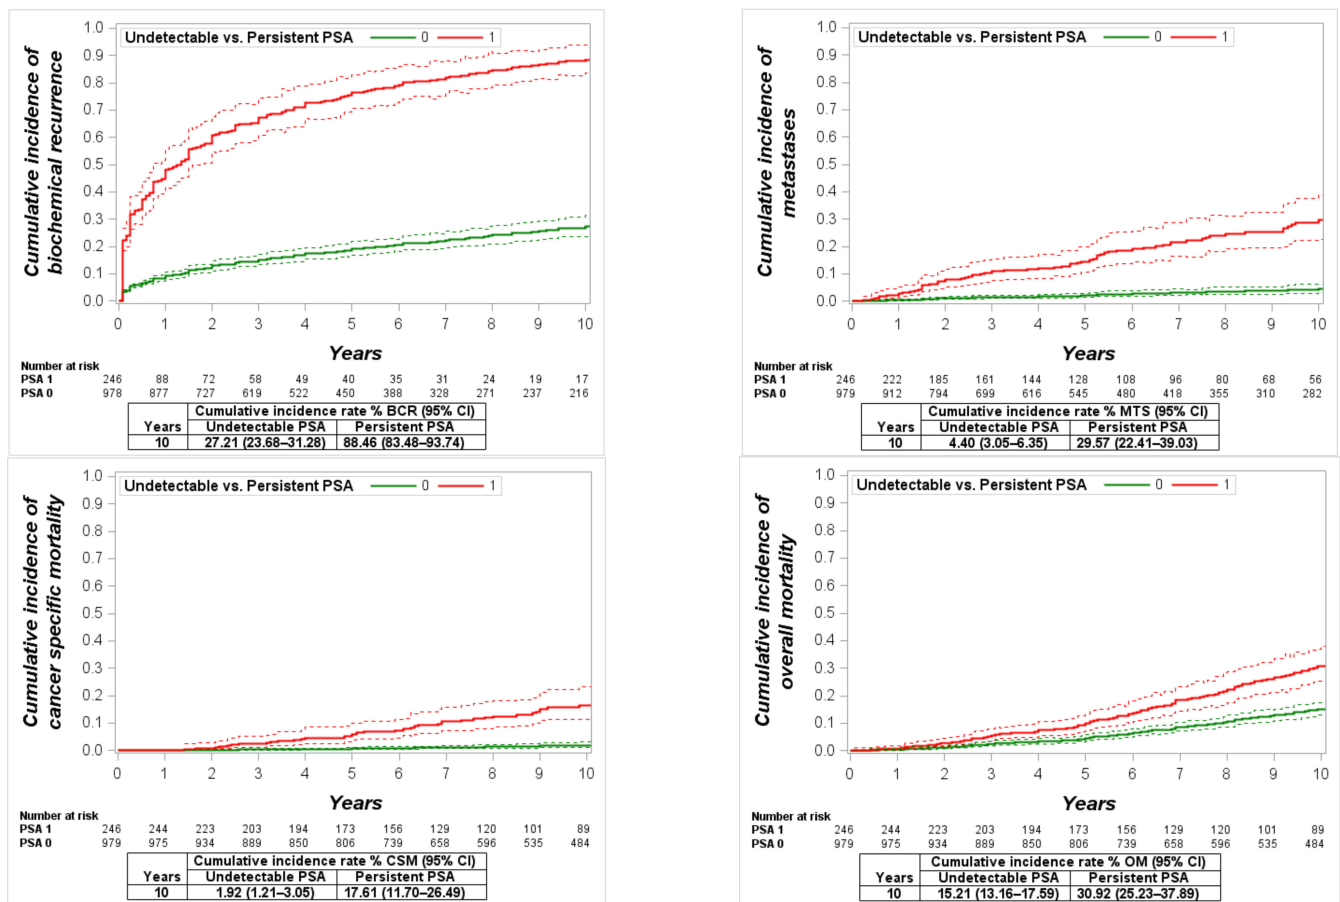 Undetectable vs. Persistent PSA 0 1
Cumulative incidence of
biochemical recurrence
1.0
0.9
0.8
0.7
0.6
0.5
0.4
0.3
0.2
0.1
0.0
0 1 2 3 4 5 6 7 8 9 10
Years
Number at risk
PSA 1 246 88 72 58 49 40 35 31 24 19 17
PSA 0 978 877 727 619 522 450 388 328 271 237 216
Cumulative incidence rate % BCR (95% CI)
Years Undetectable PSA Persistent PSA
10 27.21 (23.68–31.28) 88.46 (83.48–93.74)
Undetectable vs. Persistent PSA 0 1
Cumulative incidence of
metastases
1.0
0.9
0.8
0.7
0.6
0.5
0.4
0.3
0.2
0.1
0.0
0 1 2 3 4 5 6 7 8 9 10
Years
Number at risk
PSA 1 246 222 185 161 144 128 108 96 80 68 56
PSA 0 979 912 794 699 616 545 480 418 355 310 282
Cumulative incidence rate % MTS (95% CI)
Years Undetectable PSA Persistent PSA
10 4.40 (3.05–6.35) 29.57 (22.41–39.03)
Undetectable vs. Persistent PSA 0 1
Cumulative incidence of
cancer specific mortality
1.0
0.9
0.8
0.7
0.6
0.5
0.4
0.3
0.2
0.1
0.0
0 1 2 3 4 5 6 7 8 9 10
Years
Number at risk
PSA 1 246 244 223 203 194 173 156 129 120 101 89
PSA 0 979 975 934 889 850 806 739 658 596 535 484
Cumulative incidence rate % CSM (95% CI)
Years Undetectable PSA Persistent PSA
10 1.92 (1.21–3.05) 17.61 (11.70–26.49)
Undetectable vs. Persistent PSA 0 1
Cumulative incidence of
overall mortality
1.0
0.9
0.8
0.7
0.6
0.5
0.4
0.3
0.2
0.1
0.0
0 1 2 3 4 5 6 7 8 9 10
Years
Number at risk
PSA 1 246 244 223 203 194 173 156 129 120 101 89
PSA 0 979 975 934 889 850 806 739 658 596 535 484
Cumulative incidence rate % OM (95% CI)
Years Undetectable PSA Persistent PSA
10 15.21 (13.16–17.59) 30.92 (25.23–37.89)